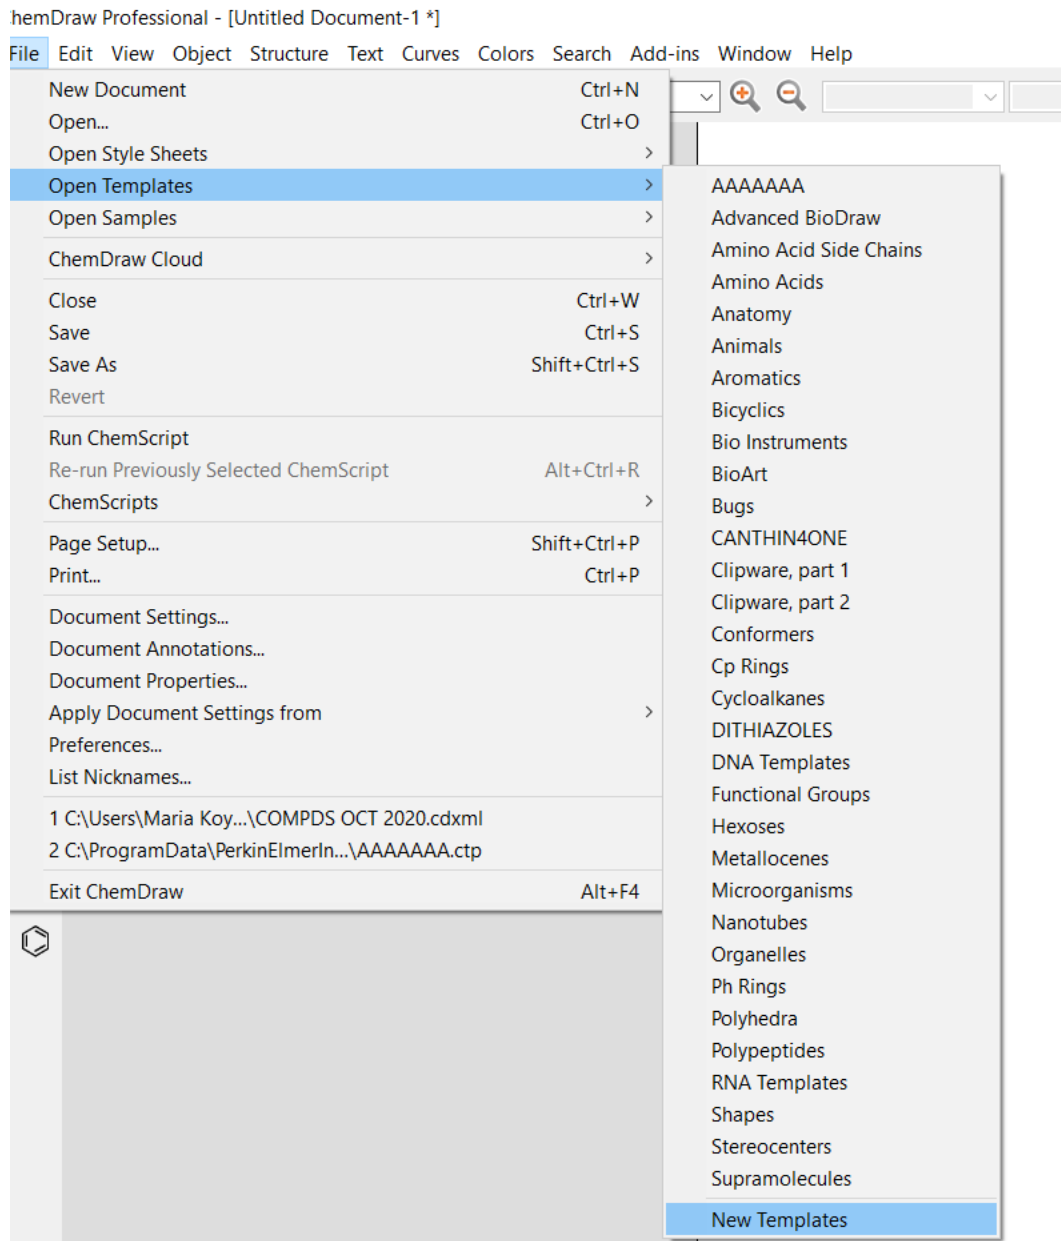 hemDraw Professional - [Untitled Document-1 *]
File Edit View Object Structure Text Curves Colors Search Add-ins Window Help
New Document Ctrl+N
Open... Ctrl+O
Open Style Sheets
Open Templates
Open Samples
ChemDraw Cloud
Close Ctrl+W
Save Ctrl+S
Save As Shift+Ctrl+S
Revert
Run ChemScript
Re-run Previously Selected ChemScript Alt+Ctrl+R
ChemScripts
Page Setup... Shift+Ctrl+P
Print... Ctrl+P
Document Settings...
Document Annotations...
Document Properties...
Apply Document Settings from
Preferences...
List Nicknames...
1 C:\Users\Maria Koy...\COMPDS OCT 2020.cdxml
2 C:\ProgramData\PerkinElmerIn...\AAAAAAA.ctp
Exit ChemDraw Alt+F4
AAAAAAA
Advanced BioDraw
Amino Acid Side Chains
Amino Acids
Anatomy
Animals
Aromatics
Bicyclics
Bio Instruments
BioArt
Bugs
CANTHIN4ONE
Clipware, part 1
Clipware, part 2
Conformers
Cp Rings
Cycloalkanes
DITHIAZOLES
DNA Templates
Functional Groups
Hexoses
Metallocenes
Microorganisms
Nanotubes
Organelles
Ph Rings
Polyhedra
Polypeptides
RNA Templates
Shapes
Stereocenters
Supramolecules
New Templates